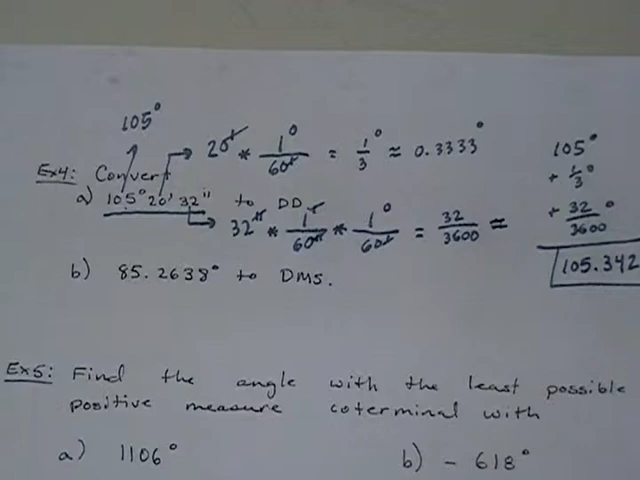 105°
20' * 1°/60' = 1/3° ≈ 0.3333°
Ex4: Convert
a) 105° 20' 32" to DD
32" * 1'/60" * 1°/60' = 32/3600 ≈
105°
+ 1/3°
+ 32/3600°
105.342
b) 85.2638° to DMS.
Ex5: Find the angle with the least possible
positive measure coterminal with
a) 1106°
b) - 618°